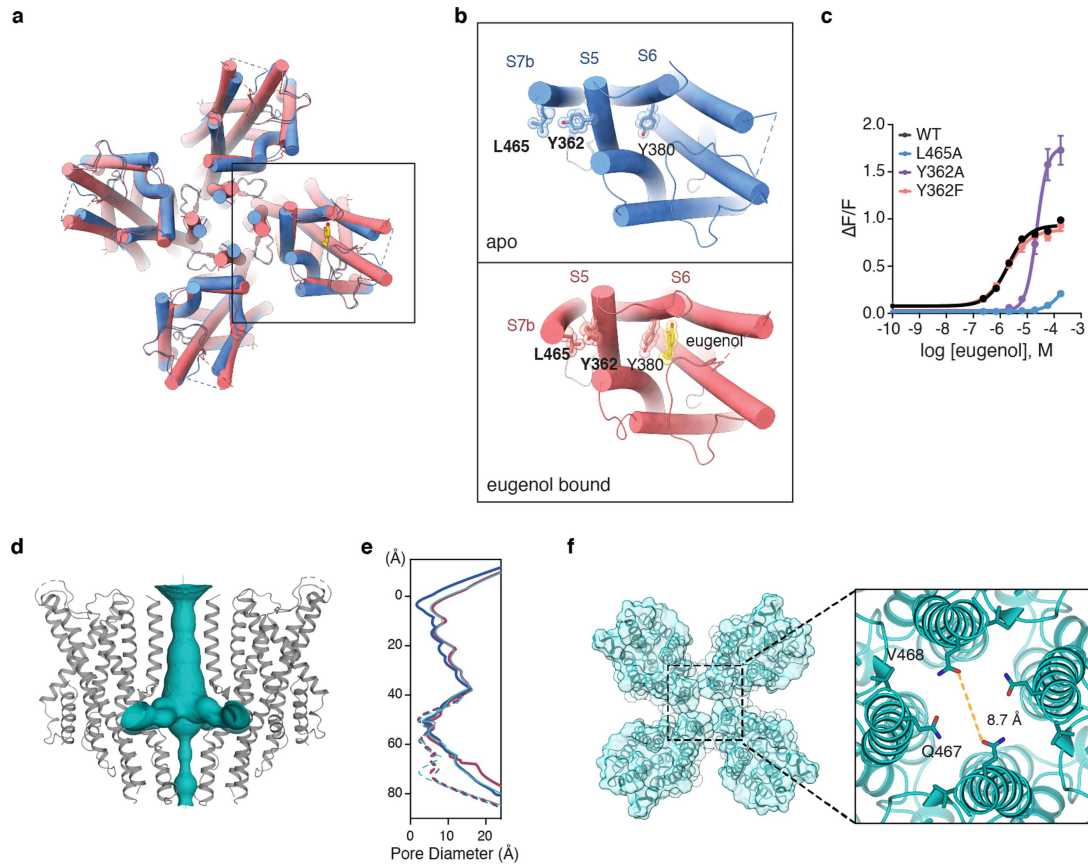 a
b
S7b
S5
S6
L465
Y362
Y380
apo
S5
S6
S7b
eugenol
L465
Y362
Y380
eugenol bound
c
WT
L465A
Y362A
Y362F
2.0
1.5
1.0
0.5
0.0
ΔF/F
-10 -9 -8 -7 -6 -5 -4 -3
log [eugenol], M
d
e
(Å)
0
20
40
60
80
0 10 20
Pore Diameter (Å)
f
V468
8.7 Å
Q467